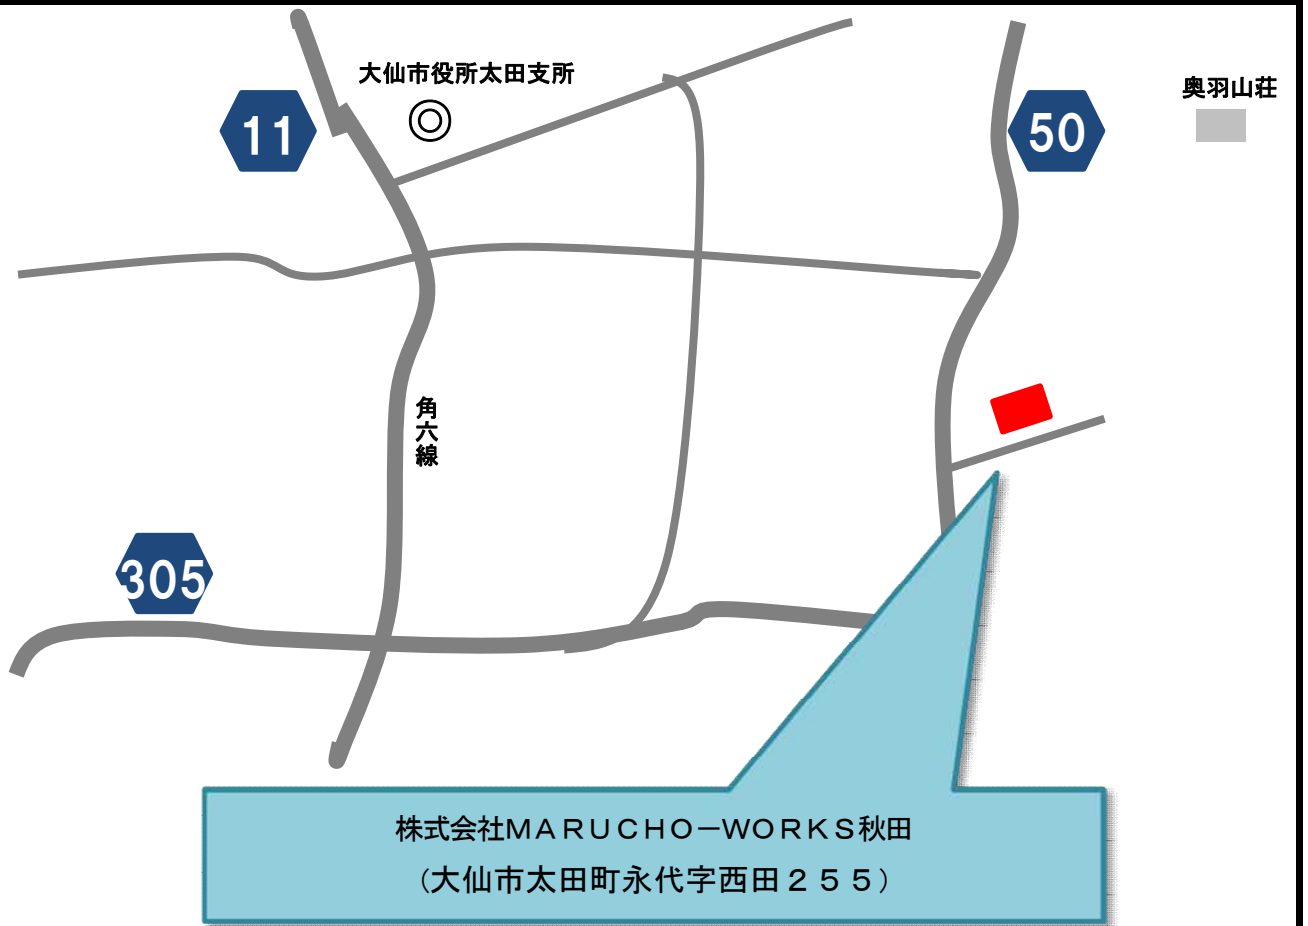 大仙市役所太田支所
奥羽山荘
11
50
角六線
305
株式会社ＭＡＲＵＣＨＯ－ＷＯＲＫＳ秋田
（大仙市太田町永代字西田２５５）